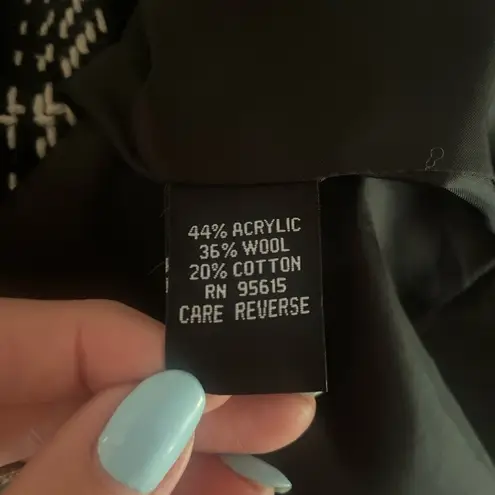 44% ACRYLIC
36% WOOL
20% COTTON
RN 95615
CARE REVERSE